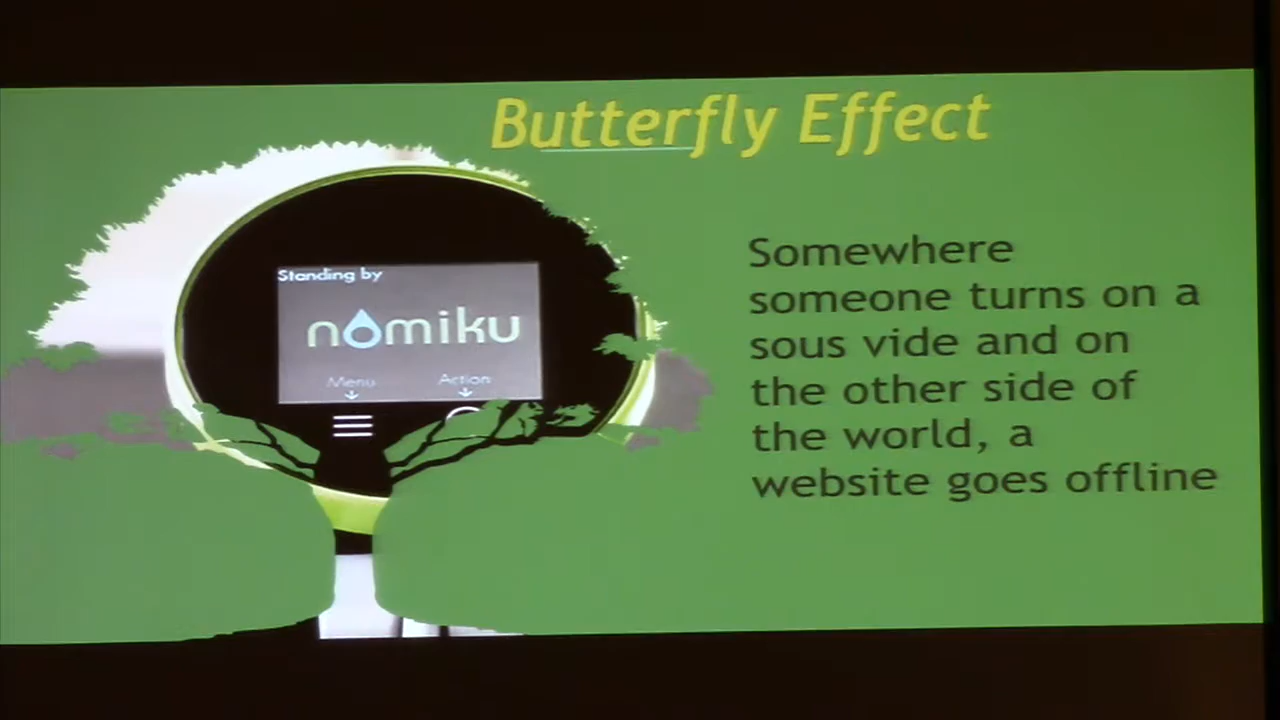 Butterfly Effect
Standing by
nomiku
Menu
Action
Somewhere
someone turns on a
sous vide and on
the other side of
the world, a
website goes offline